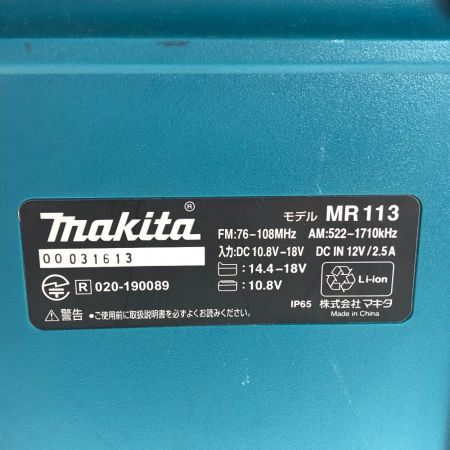 makita®
モデル MR113
FM:76-108MHz AM:522-1710kHz
入力:DC 10.8V-18V DC IN 12V/2.5A
00031613
:14.4-18V
:10.8V
Li-ion
R 020-190089
⚠警告 •ご使用前に取扱説明書を必ずよくお読みください。
IP65 株式会社マキタ
Made in China